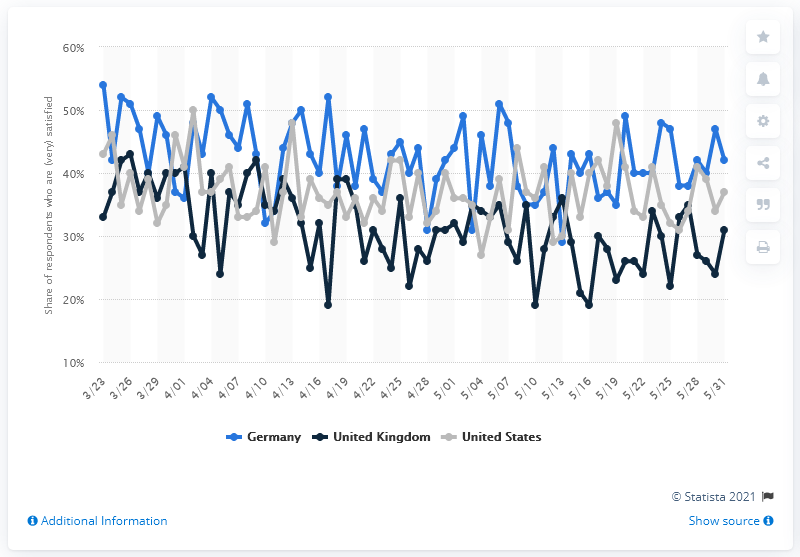 60%
50%
40%
30%
20%
10%
Share of respondents who are (very) satisfied
3/23 3/26 3/29 4/01 4/04 4/07 4/10 4/13 4/16 4/19 4/22 4/25 4/28 5/01 5/04 5/07 5/10 5/13 5/16 5/19 5/22 5/25 5/28 5/31
Germany United Kingdom United States
© Statista 2021
Additional Information Show source